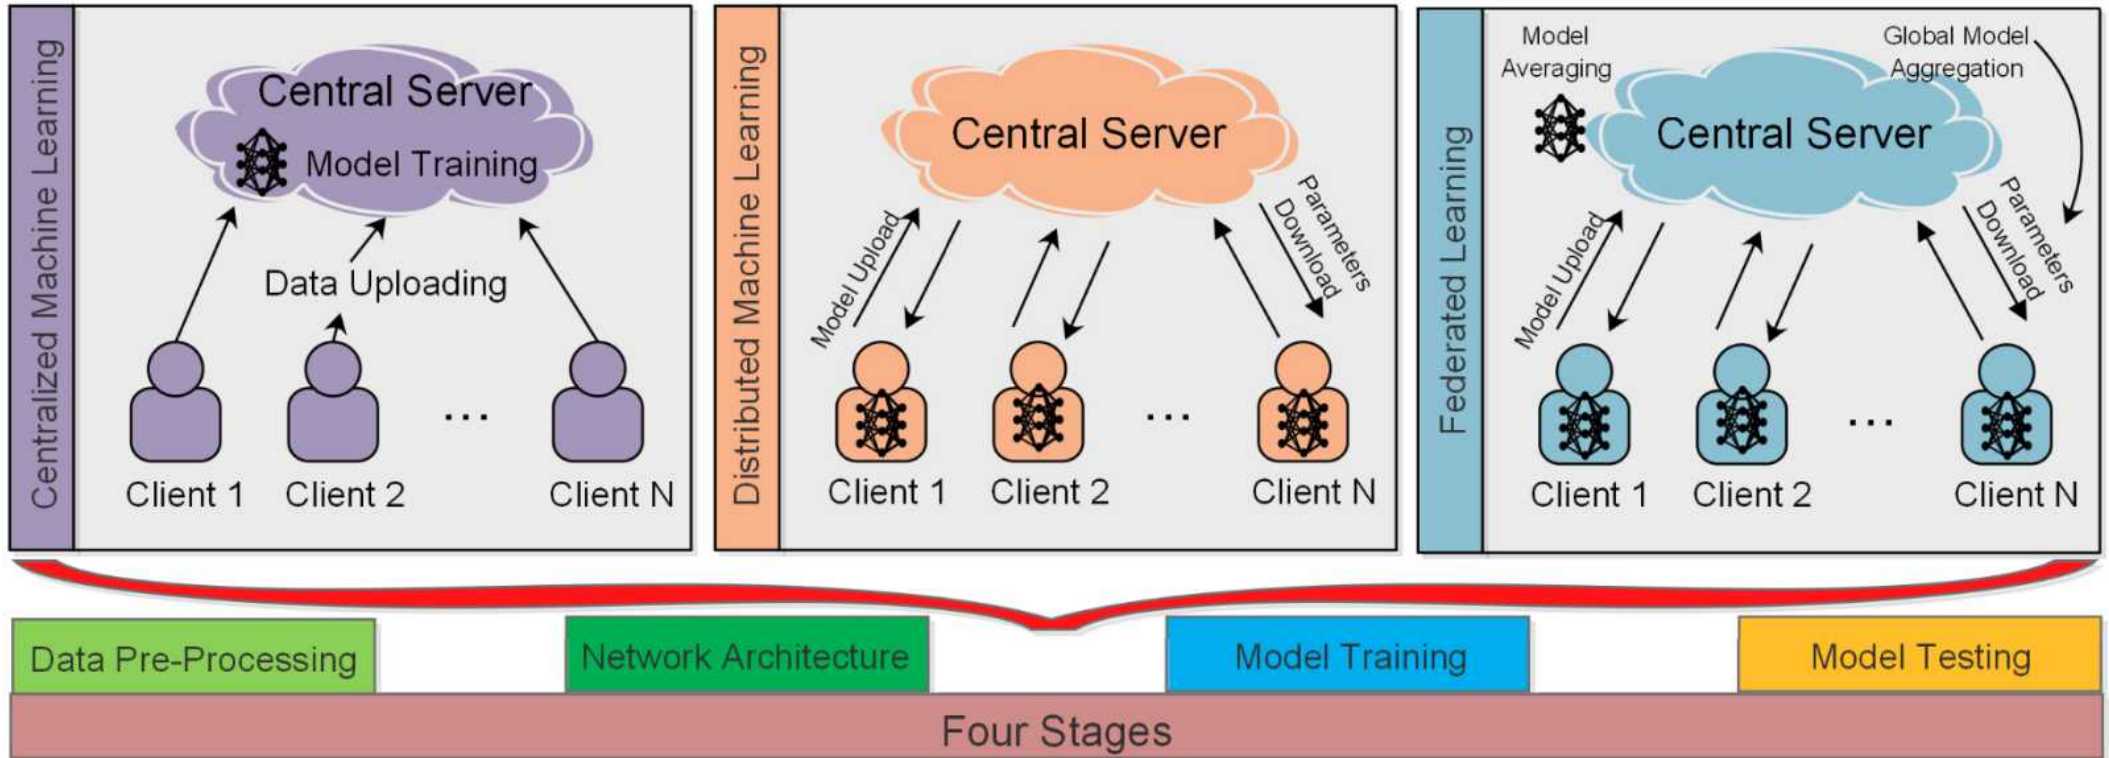 Centralized Machine Learning
Central Server
Model Training
Data Uploading
Client 1
Client 2
...
Client N
Distributed Machine Learning
Central Server
Model Upload
Parameters
Download
Client 1
Client 2
...
Client N
Federated Learning
Model
Averaging
Global Model
Aggregation
Central Server
Model Upload
Parameters
Download
Client 1
Client 2
...
Client N
Data Pre-Processing
Network Architecture
Model Training
Model Testing
Four Stages